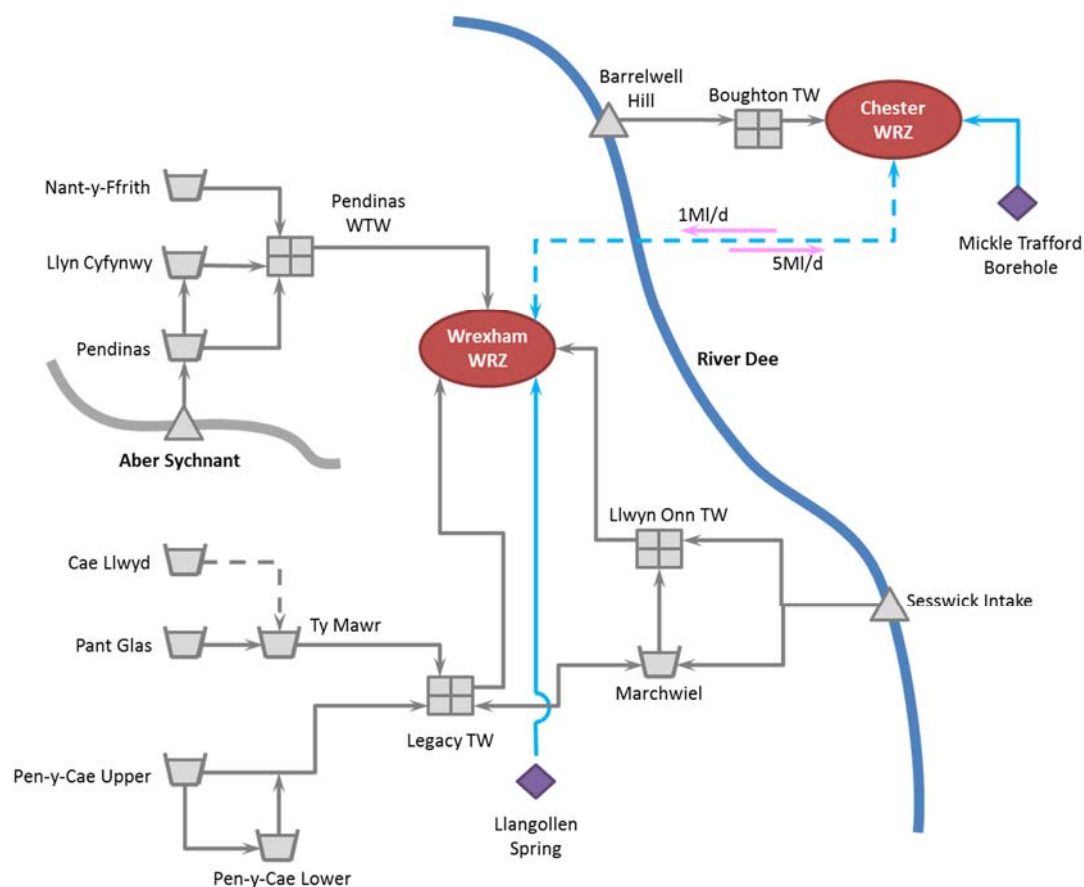 Barrelwell
Hill
Boughton TW
Chester
WRZ
Nant-y-Ffrith
Pendinas
WTW
1Ml/d
5Ml/d
Mickle Trafford
Borehole
Llyn Cyfynwy
Pendinas
Wrexham
WRZ
River Dee
Aber Sychnant
Llwyn Onn TW
Cae Llwyd
Sesswick Intake
Pant Glas
Ty Mawr
Marchwiel
Legacy TW
Pen-y-Cae Upper
Llangollen
Spring
Pen-y-Cae Lower